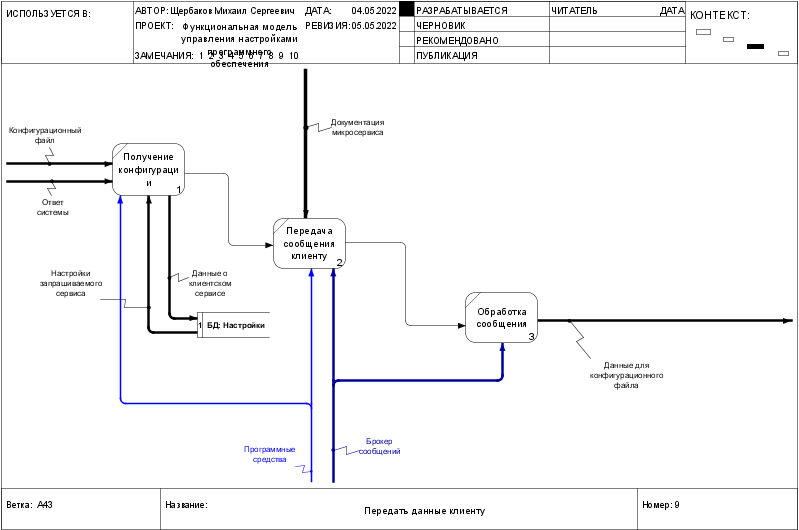 ИСПОЛЬЗУЕТСЯ В:
АВТОР: Щербаков Михаил Сергеевич
ДАТА: 04.05.2022
ПРОЕКТ: Функциональная модель
управления настройками
программного
обеспечения
РЕВИЗИЯ:05.05.2022
ЗАМЕЧАНИЯ: 1 2 3 4 5 6 7 8 9 10
РАЗРАБАТЫВАЕТСЯ
ЧЕРНОВИК
РЕКОМЕНДОВАНО
ПУБЛИКАЦИЯ
ЧИТАТЕЛЬ
ДАТА
КОНТЕКСТ:
Конфигурационный
файл
Ответ
системы
Получение
конфигураци
и
1
Документация
микросервиса
Передача
сообщения
клиенту
2
Настройки
запрашиваемого
сервиса
Данные о
клиентском
сервисе
1 БД: Настройки
Обработка
сообщения
3
Данные для
конфигурационного
файла
Программные
средства
Брокер
сообщений
Ветка: A43
Название:
Передать данные клиенту
Номер: 9